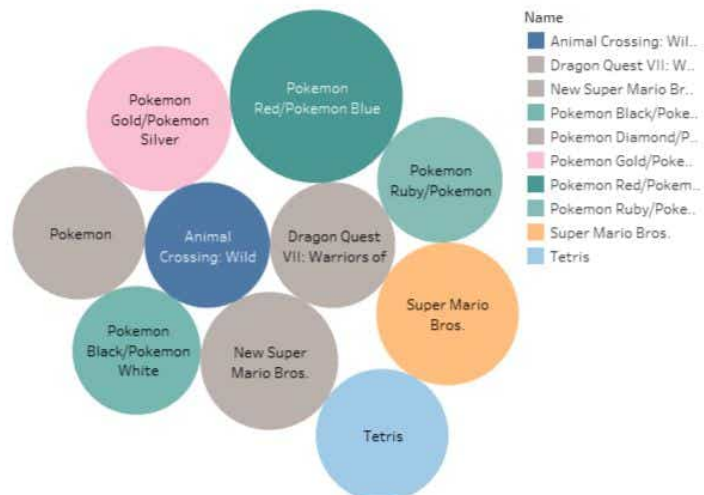 Pokemon
Gold/Pokemon
Silver
Pokemon
Red/Pokemon Blue
Pokemon
Ruby/Pokemon
Pokemon
Animal
Crossing: Wild
Dragon Quest
VII: Warriors of
Super Mario
Bros.
Pokemon
Black/Pokemon
White
New Super
Mario Bros.
Tetris
Name
Animal Crossing: Wil..
Dragon Quest VII: W..
New Super Mario Br..
Pokemon Black/Poke..
Pokemon Diamond/P..
Pokemon Gold/Poke..
Pokemon Red/Pokem..
Pokemon Ruby/Poke..
Super Mario Bros.
Tetris